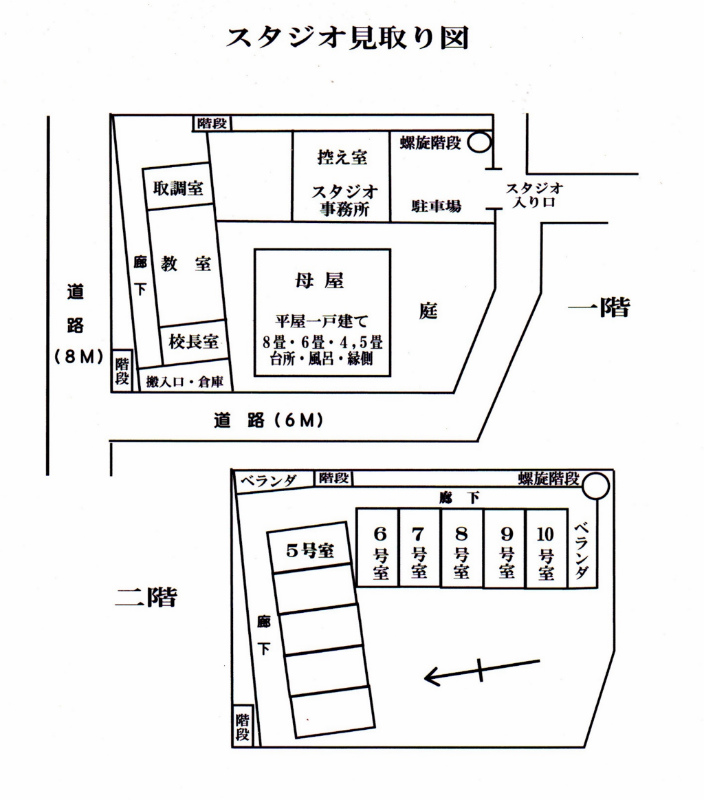 スタジオ見取り図
階段
控え室
螺旋階段
取調室
スタジオ
事務所
駐車場
スタジオ
入り口
廊下
教 室
母 屋
庭
道路
(8M)
平屋一戸建て
8畳・6畳・4,5畳
台所・風呂・縁側
一階
校長室
階段
搬入口・倉庫
道 路 (6M)
ベランダ
階段
螺旋階段
廊 下
5号室
6号室
7号室
8号室
9号室
10号室
ベランダ
二階
廊下
階段